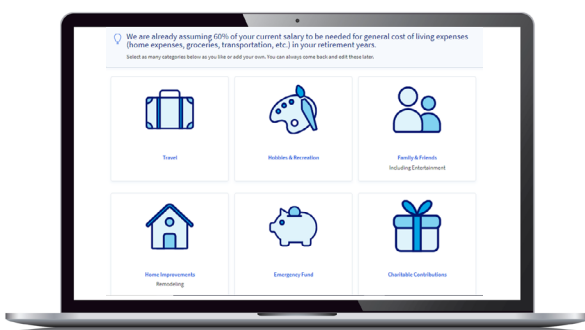 We are already assuming 60% of your current salary to be needed for general cost of living expenses
(home expenses, groceries, transportation, etc.) in your retirement
years.
Select as many categories below as you like or add your own. You can always come back and edit
these later.
Travel
Hobbies & Recreation
Family & Friends
Including Entertainment
Home Improvements
Remodeling
Emergency Fund
Charitable Contributions